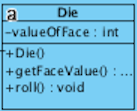 a
Die
-valueOfFace : int
+Die()
+getFaceValue() : ...
+roll() : void